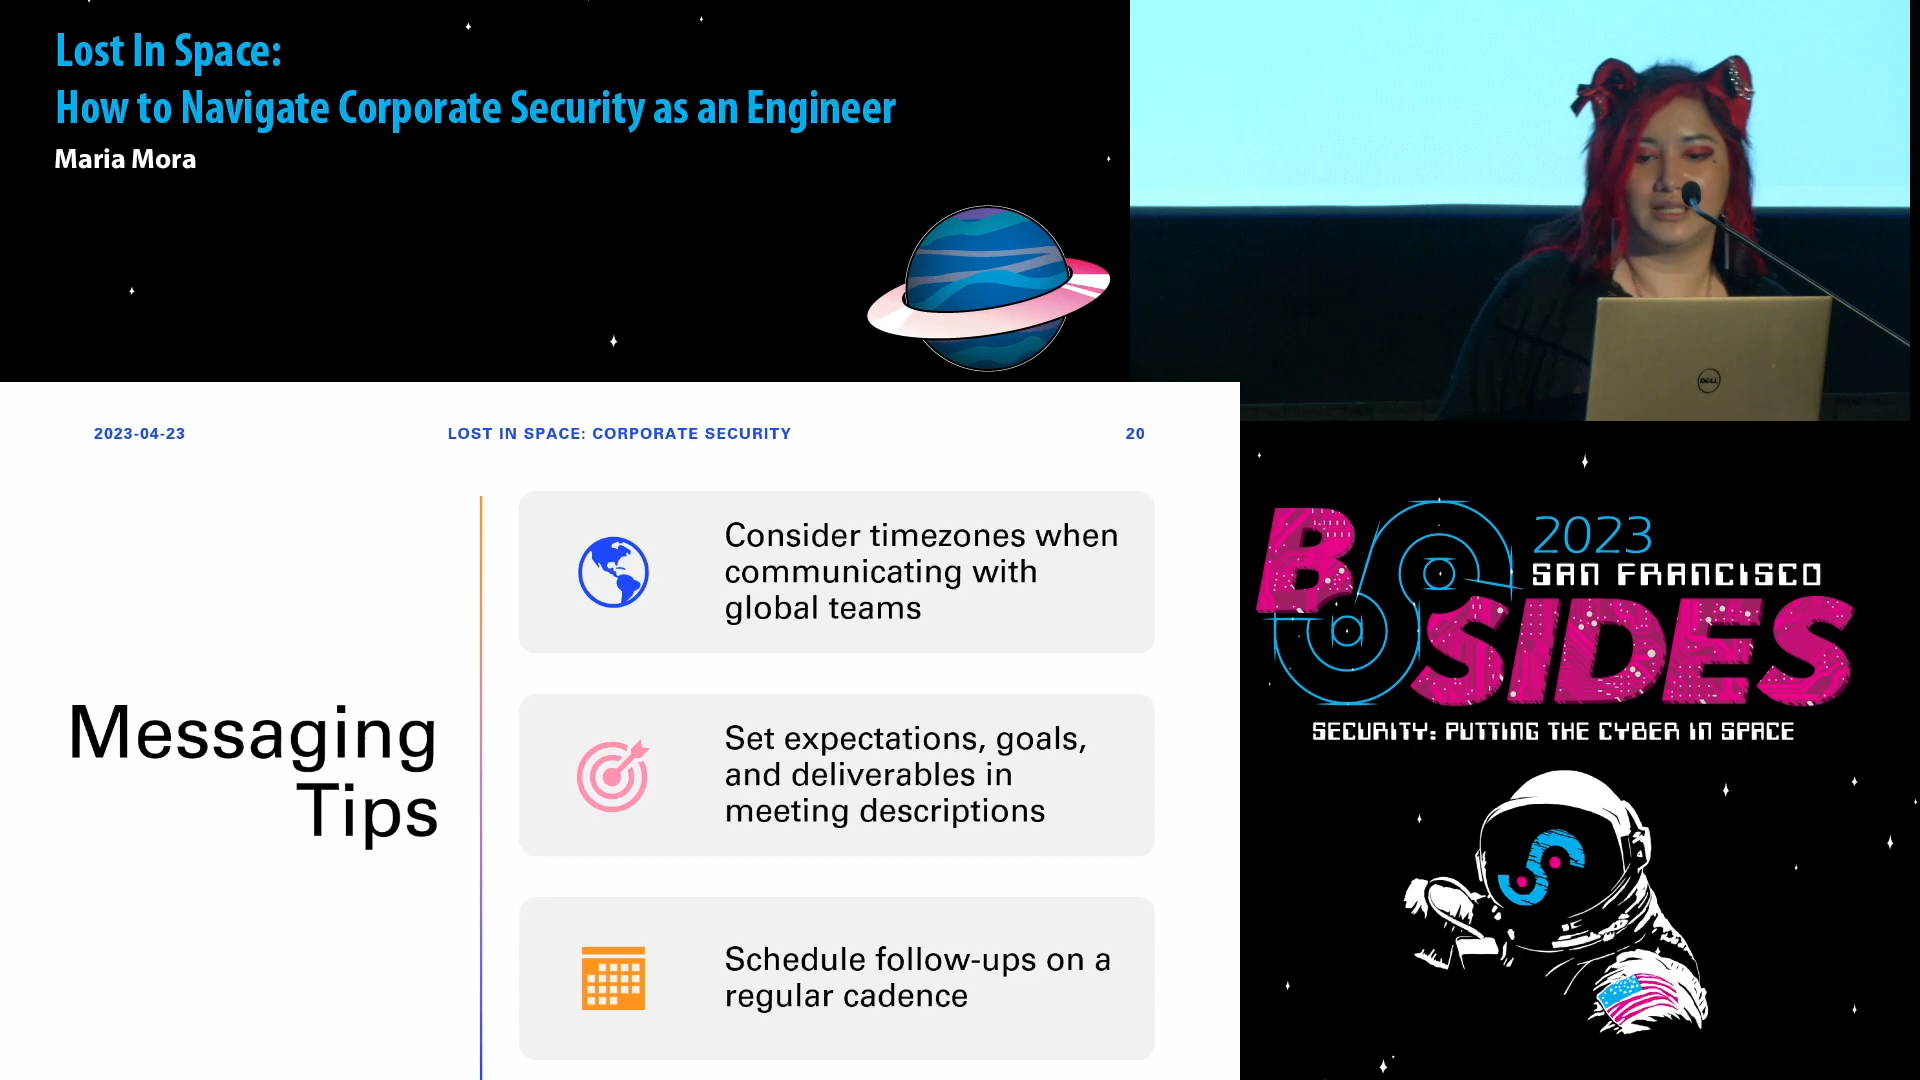 Lost In Space:
How to Navigate Corporate Security as an Engineer
Maria Mora
DELL
2023-04-23
LOST IN SPACE: CORPORATE SECURITY
20
Messaging
Tips
Consider timezones when
communicating with
global teams
Set expectations, goals,
and deliverables in
meeting descriptions
Schedule follow-ups on a
regular cadence
2023
SAN FRANCISCO
B
SIDES
SECURITY: PUTTING THE CYBER IN SPACE